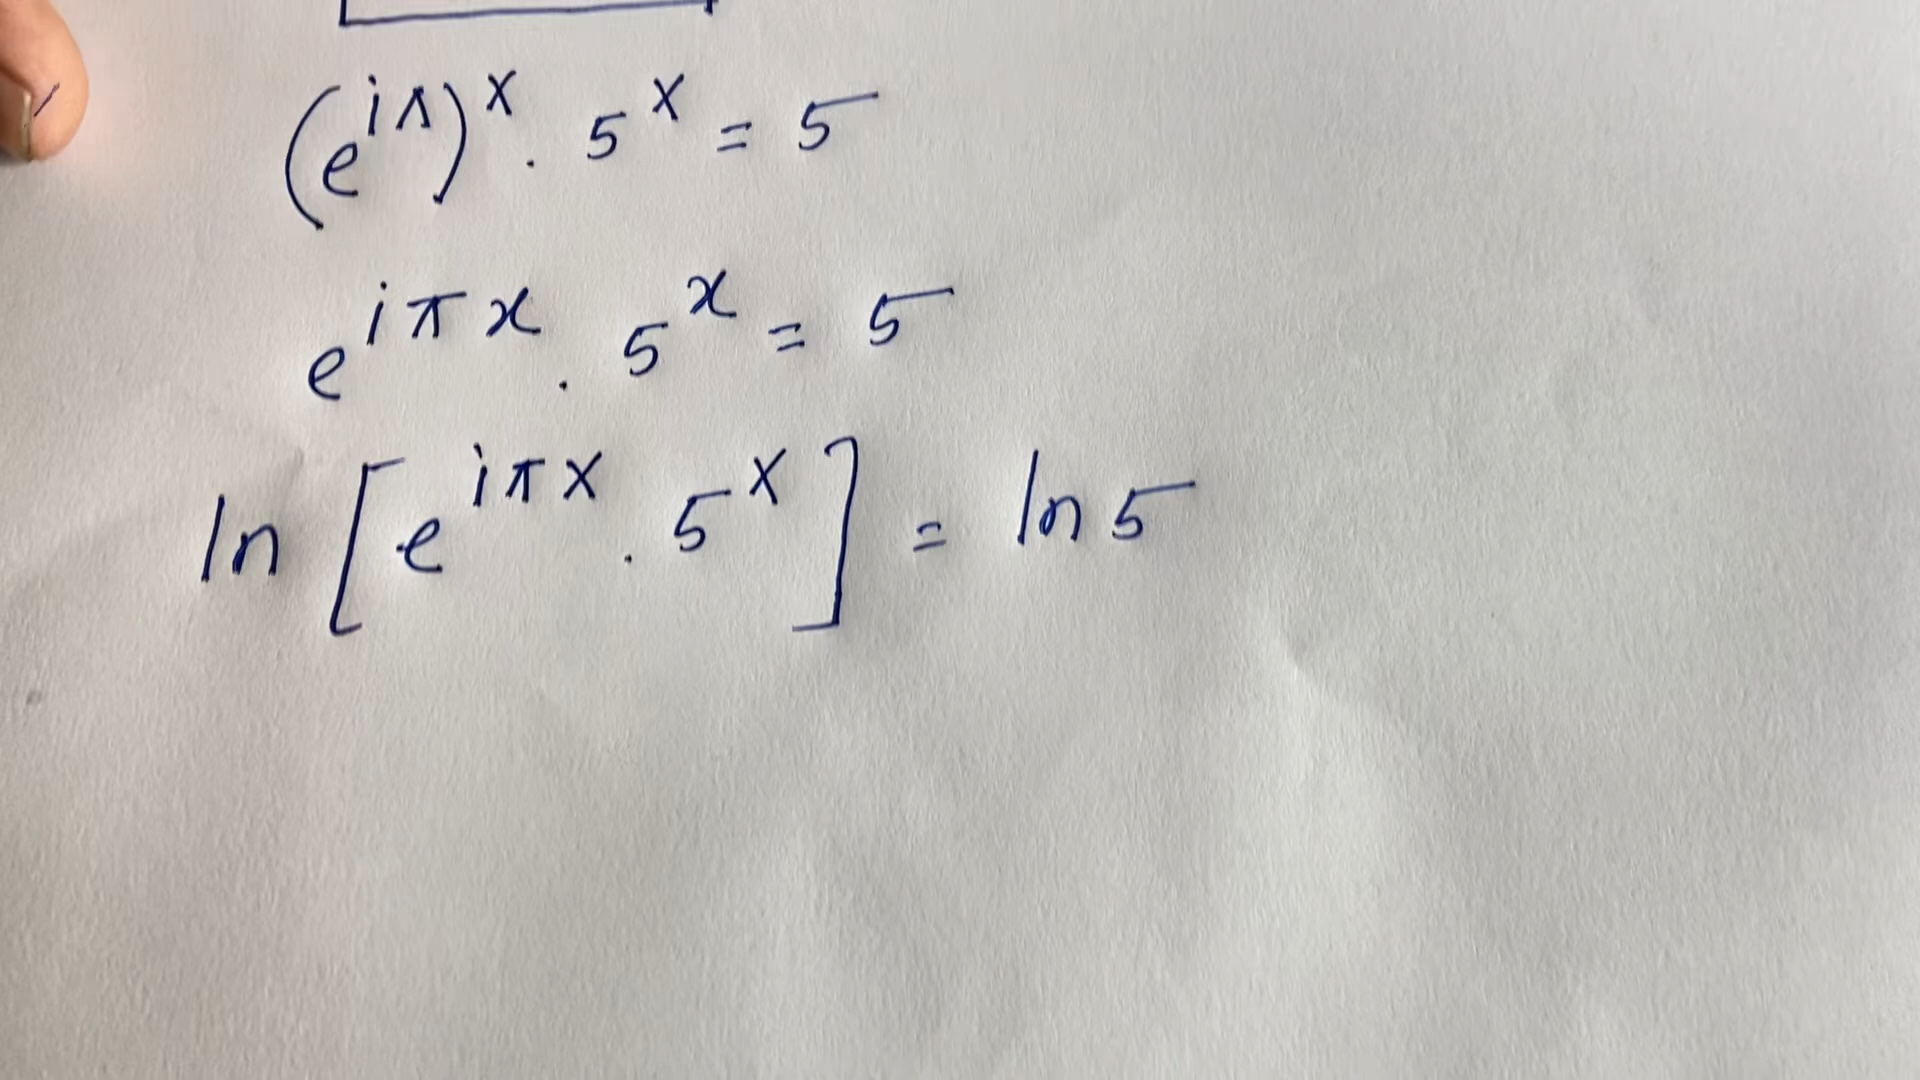 (e^{iπ})^x . 5^x = 5
e^{iπx} . 5^x = 5
ln [e^{iπx} . 5^x] = ln 5